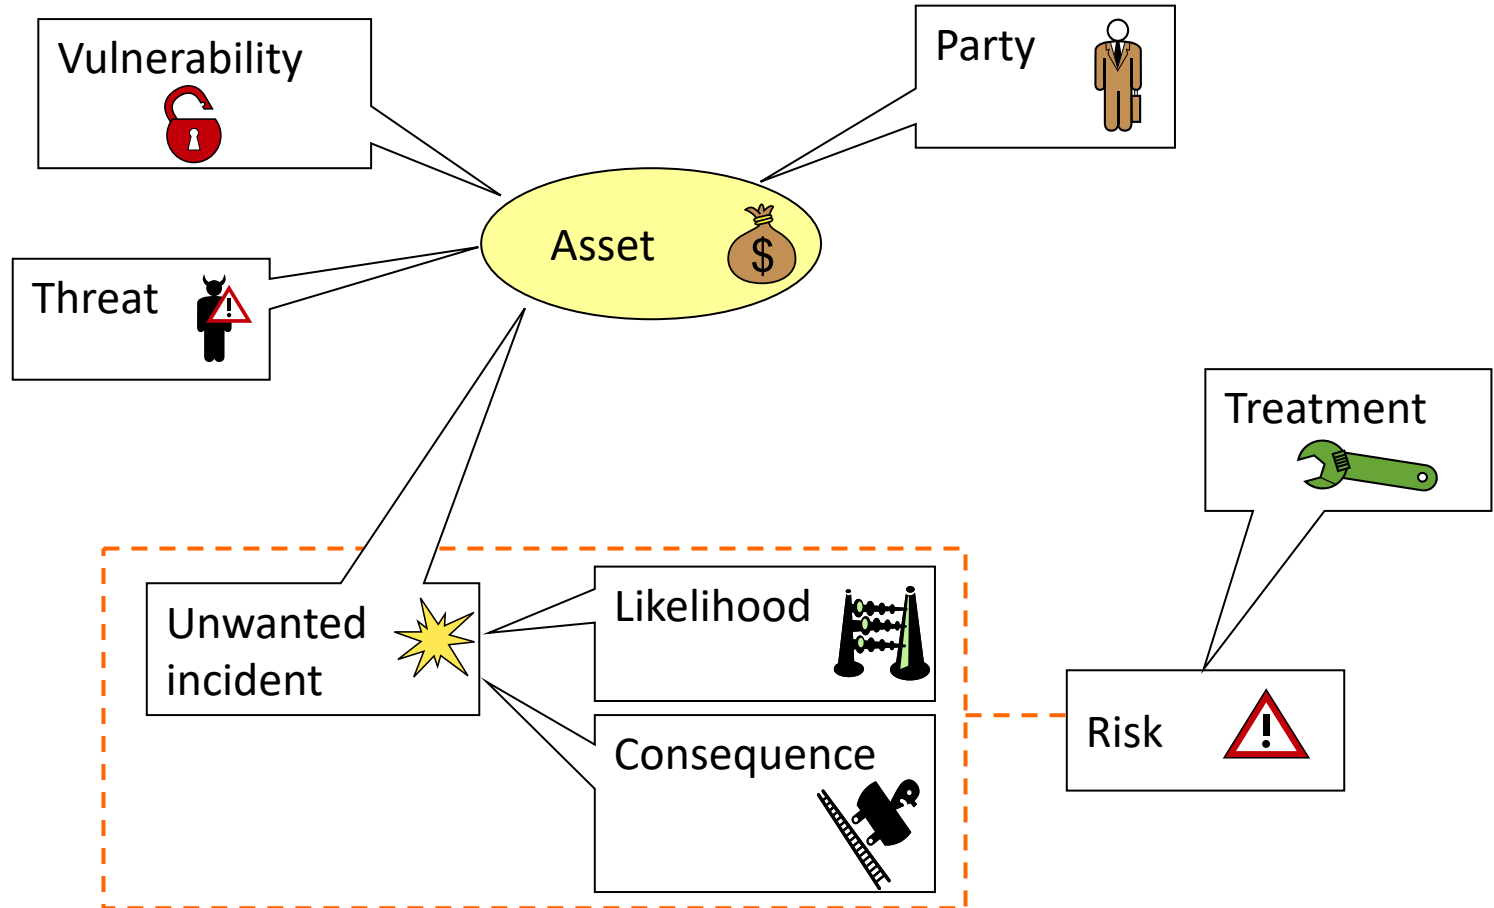 Vulnerability
Party
Asset
$
Threat
!
Treatment
Unwanted
incident
Likelihood
Consequence
Risk
!